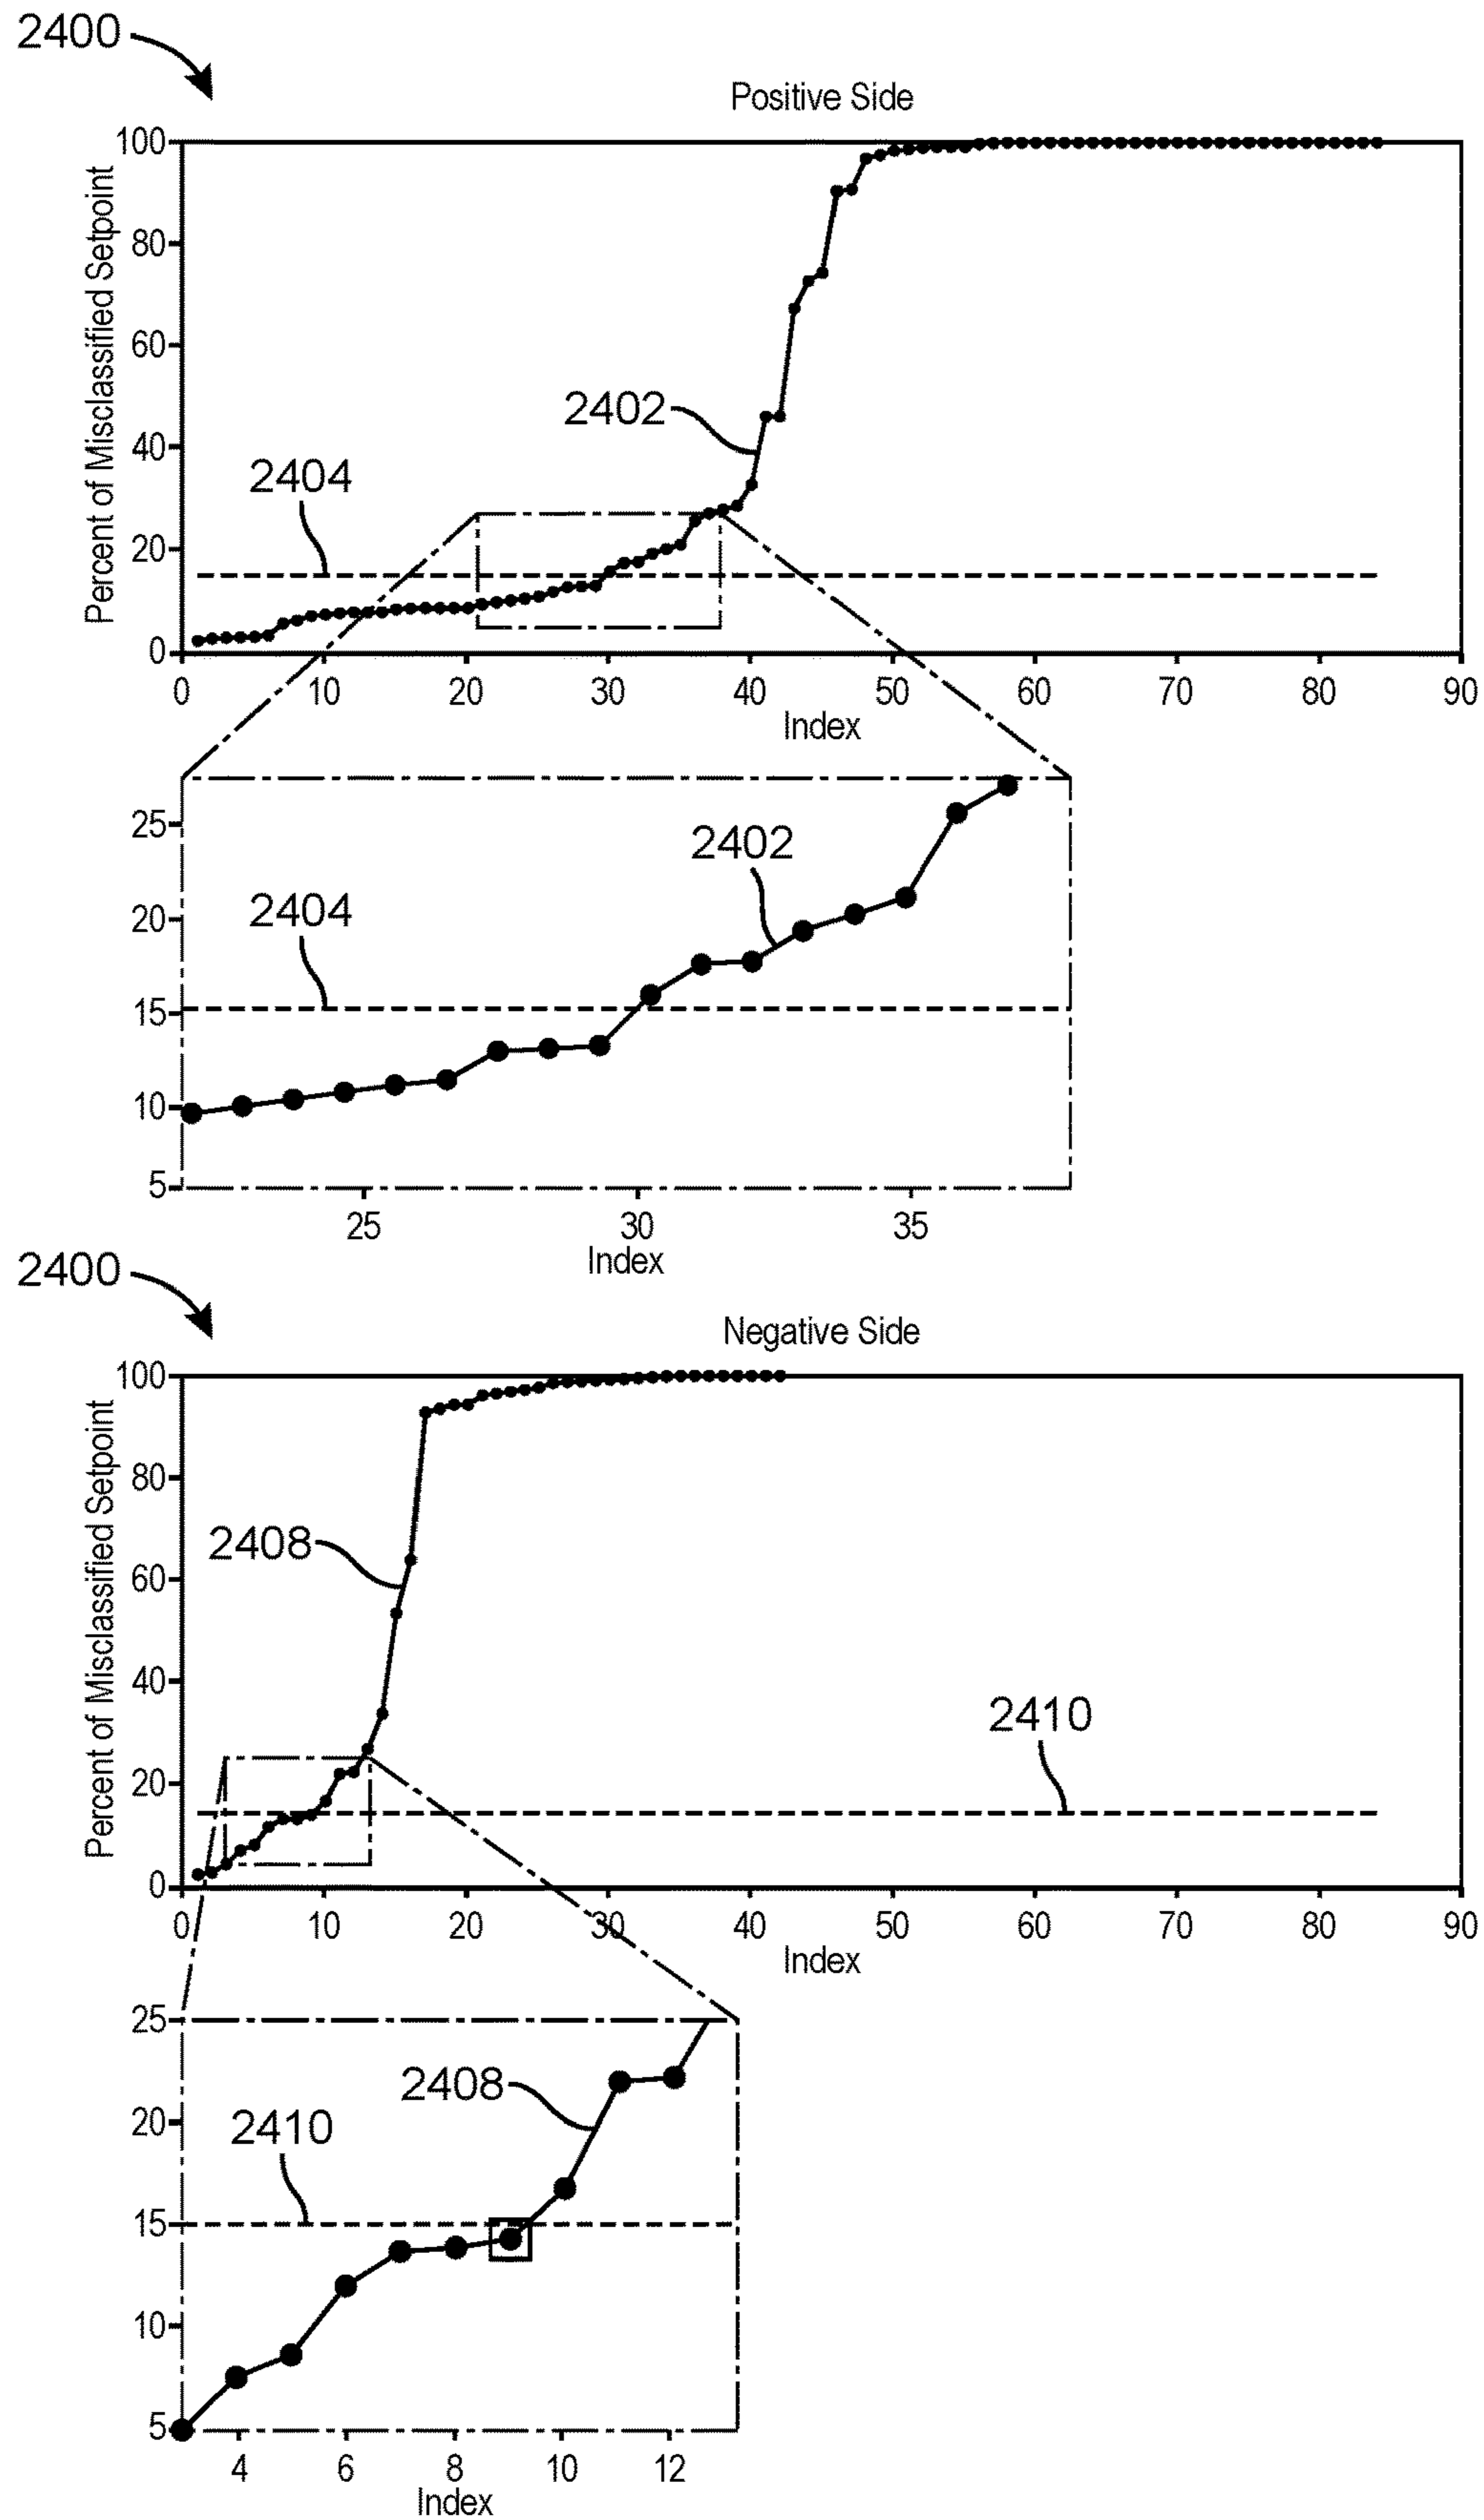 2400
Positive Side
Percent of Misclassified Setpoint
100
80
60
40
20
0
2402
2404
0 10 20 30 40 50 60 70 80 90
Index
25
20
15
10
5
2402
2404
25 30 35
Index
2400
Negative Side
Percent of Misclassified Setpoint
100
80
60
40
20
0
2408
2410
0 10 20 30 40 50 60 70 80 90
Index
25
20
15
10
5
2408
2410
4 6 8 10 12
Index